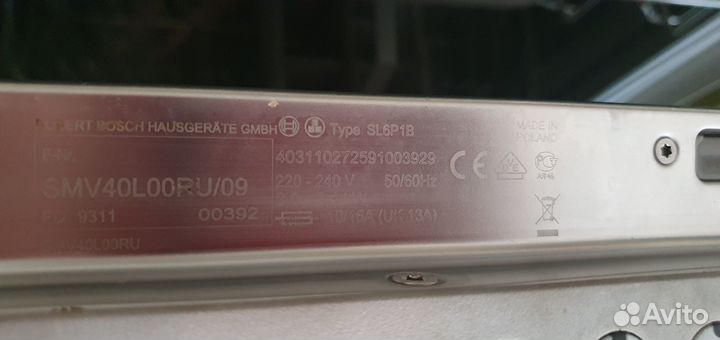 BOSCH HAUSGERÄTE GMBH Type SL6P1B
MADE IN
POLAND
E-Nr. 403110272591003929
SMV40L00RU/09 220 - 240 V 50/60Hz
FD 9311 00392 10/16A (UK 13A)
SMV40L00RU
CE
Avito